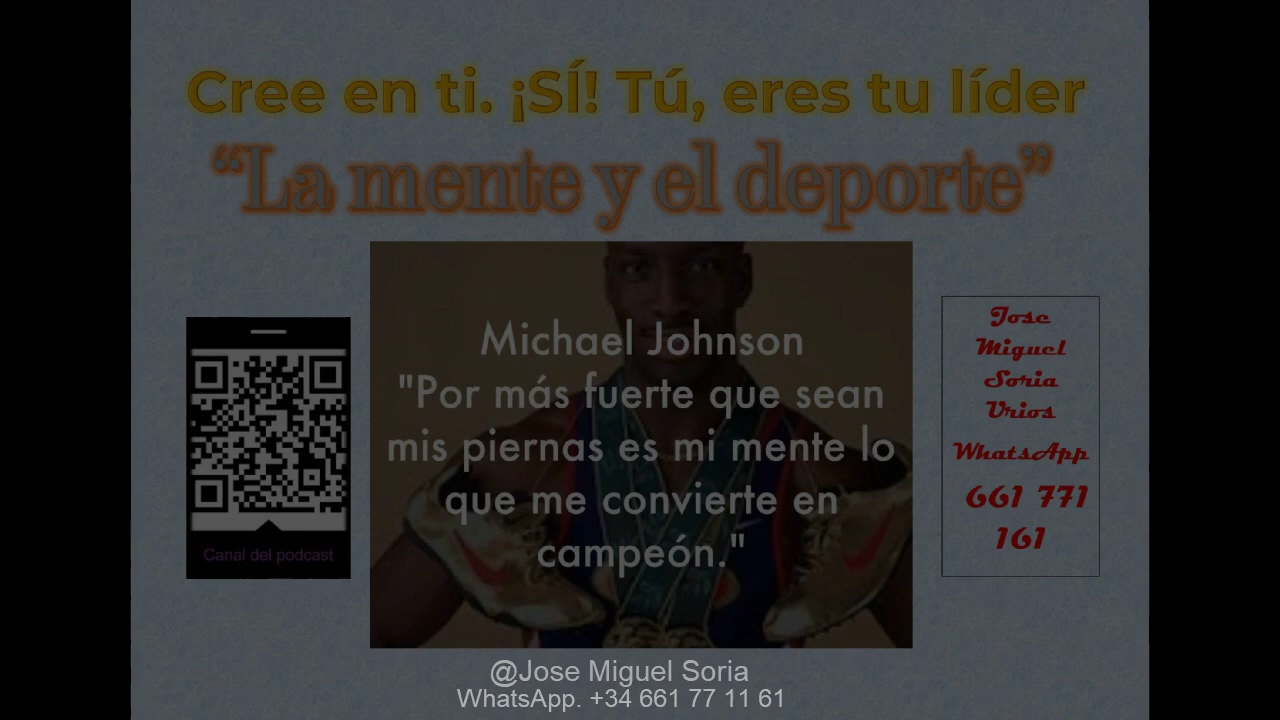 Cree en ti. ¡SÍ! Tú, eres tu líder
“La mente y el deporte”
Michael Johnson
"Por más fuerte que sean
mis piernas es mi mente lo
que me convierte en
campeón."
Canal del podcast
Jose
Miguel
Soria
Urios
WhatsApp
661 771
161
@Jose Miguel Soria
WhatsApp. +34 661 77 11 61